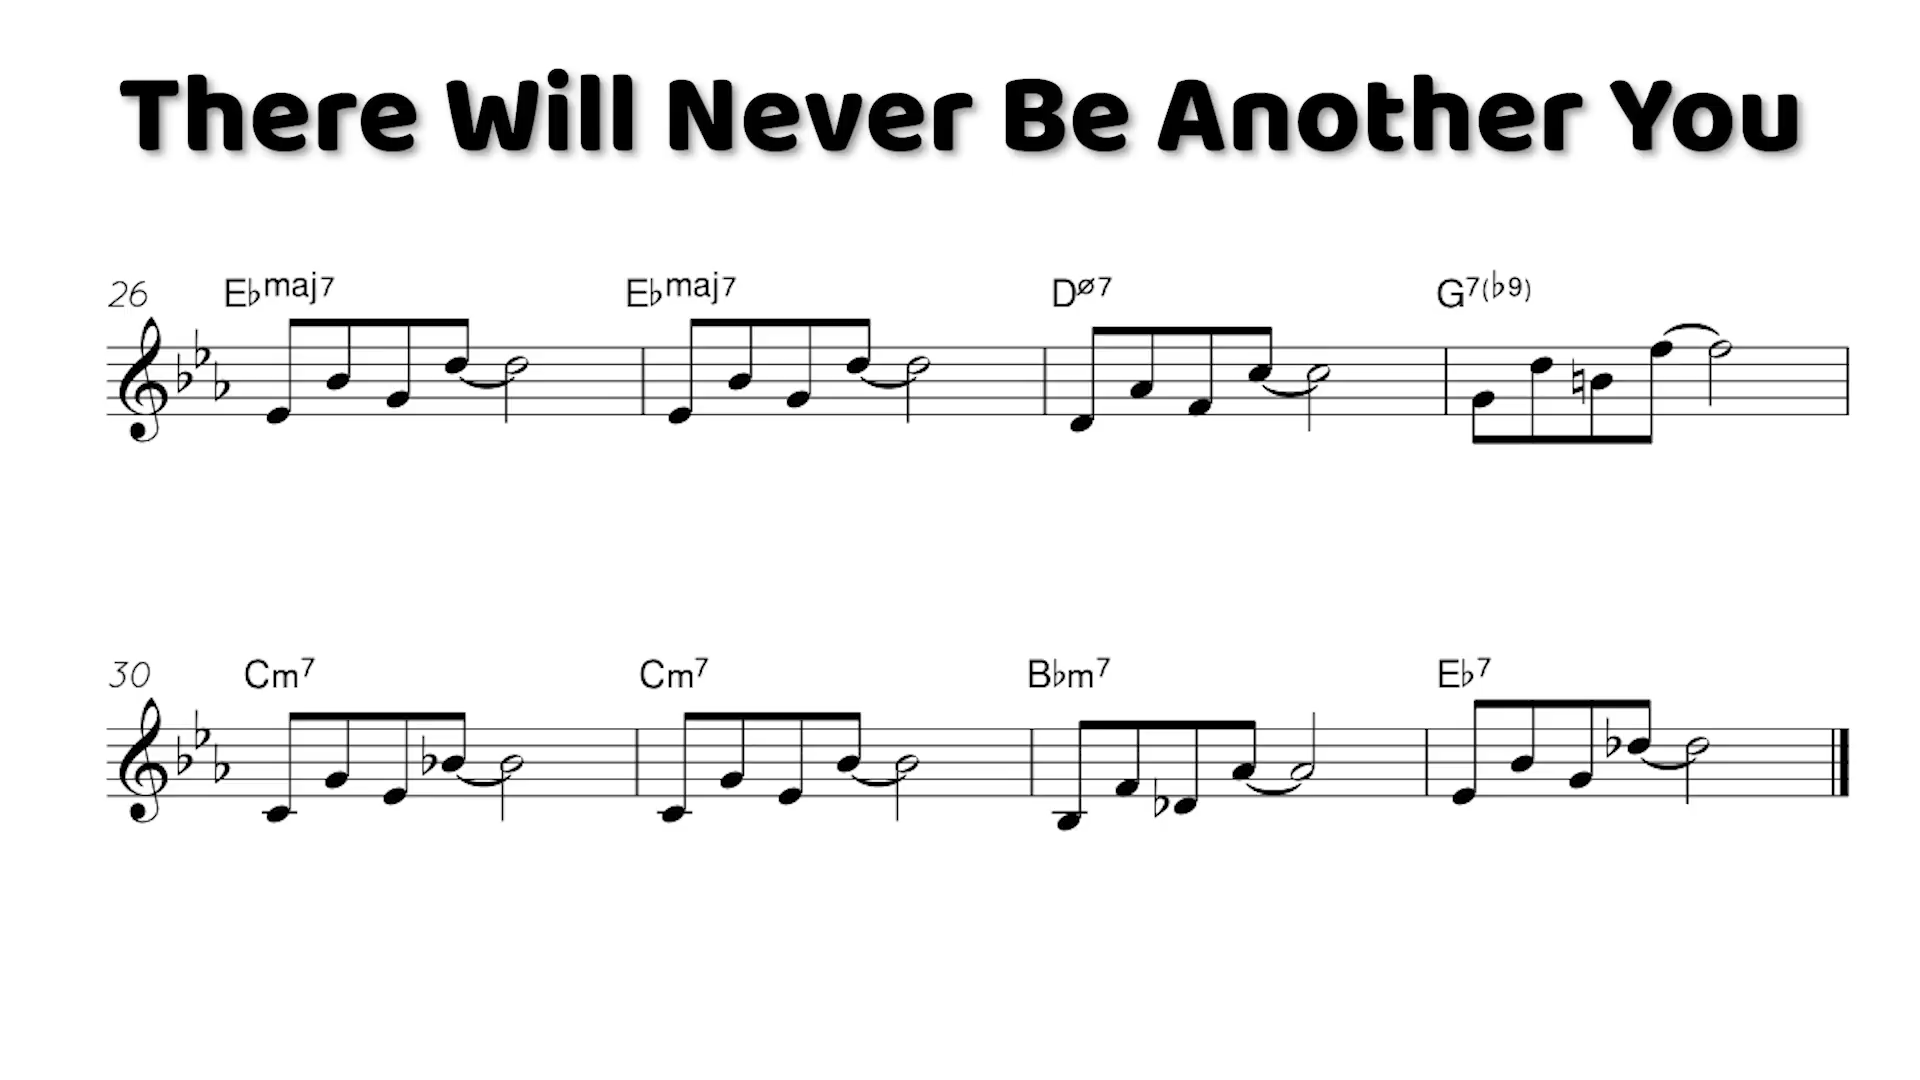 There Will Never Be Another You
26 E♭maj7 E♭maj7 Dø7 G7(♭9)
30 Cm7 Cm7 B♭m7 E♭7